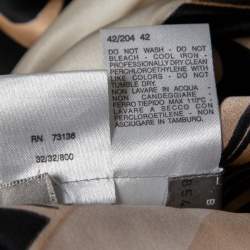 42/204 42
DO NOT WASH - DO NOT
BLEACH - COOL IRON -
PROFESSIONALLY DRY CLEAN
PERCHLOROETHYLENE WITH
LIKE COLORS. DO NOT
TUMBLE DRY.
NON LAVARE IN ACQUA -
NON CANDEGGIARE -
FERRO TIEPIDO MAX 110°C -
LAVARE A SECCO CON
PERCLOROETILENE - NON
ASCIUGARE IN TAMBURO.
RN 73136
32/32/800